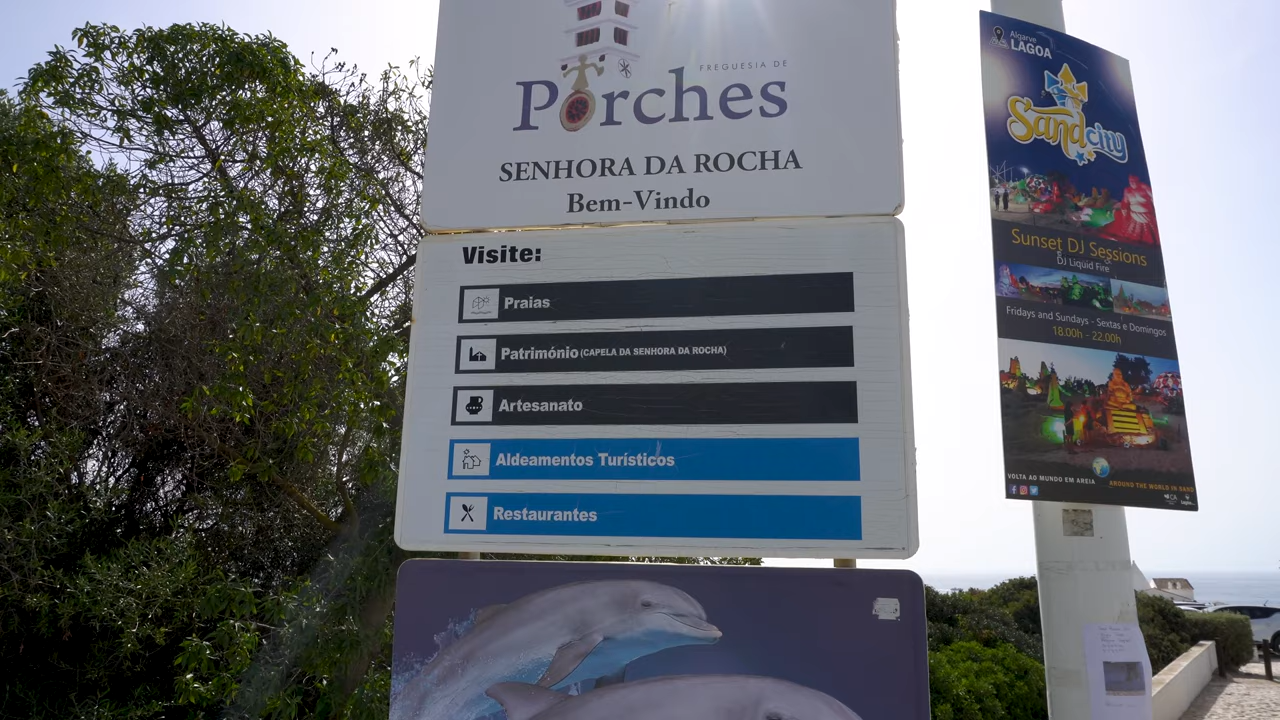 FREGUESIA DE
Porches
SENHORA DA ROCHA
Bem-Vindo
Visite:
Praias
Património (CAPELA DA SENHORA DA ROCHA)
Artesanato
Aldeamentos Turísticos
Restaurantes
Algarve
LAGOA
Sandcity
Sunset DJ Sessions
DJ Liquid Fire
Fridays and Sundays - Sextas e Domingos
18.00h - 22.00h
VOLTA AO MUNDO EM AREIA
AROUND THE WORLD IN SAND